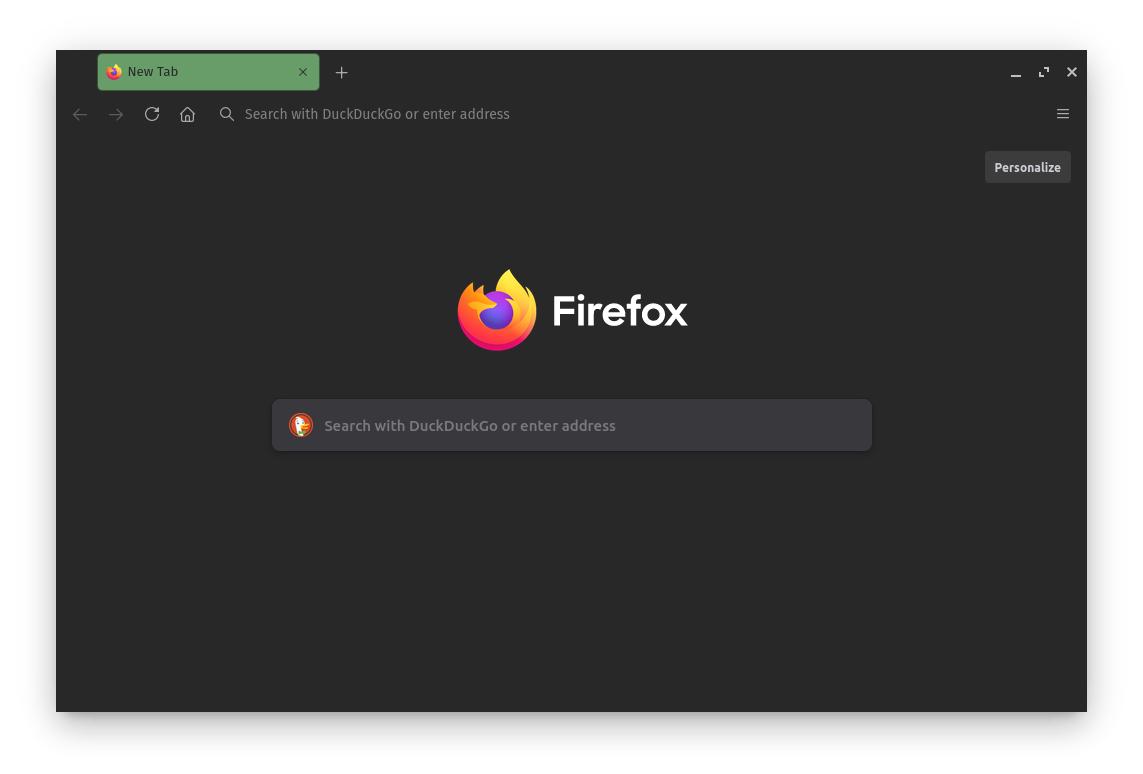 New Tab
Search with DuckDuckGo or enter address
Personalize
Firefox
Search with DuckDuckGo or enter address